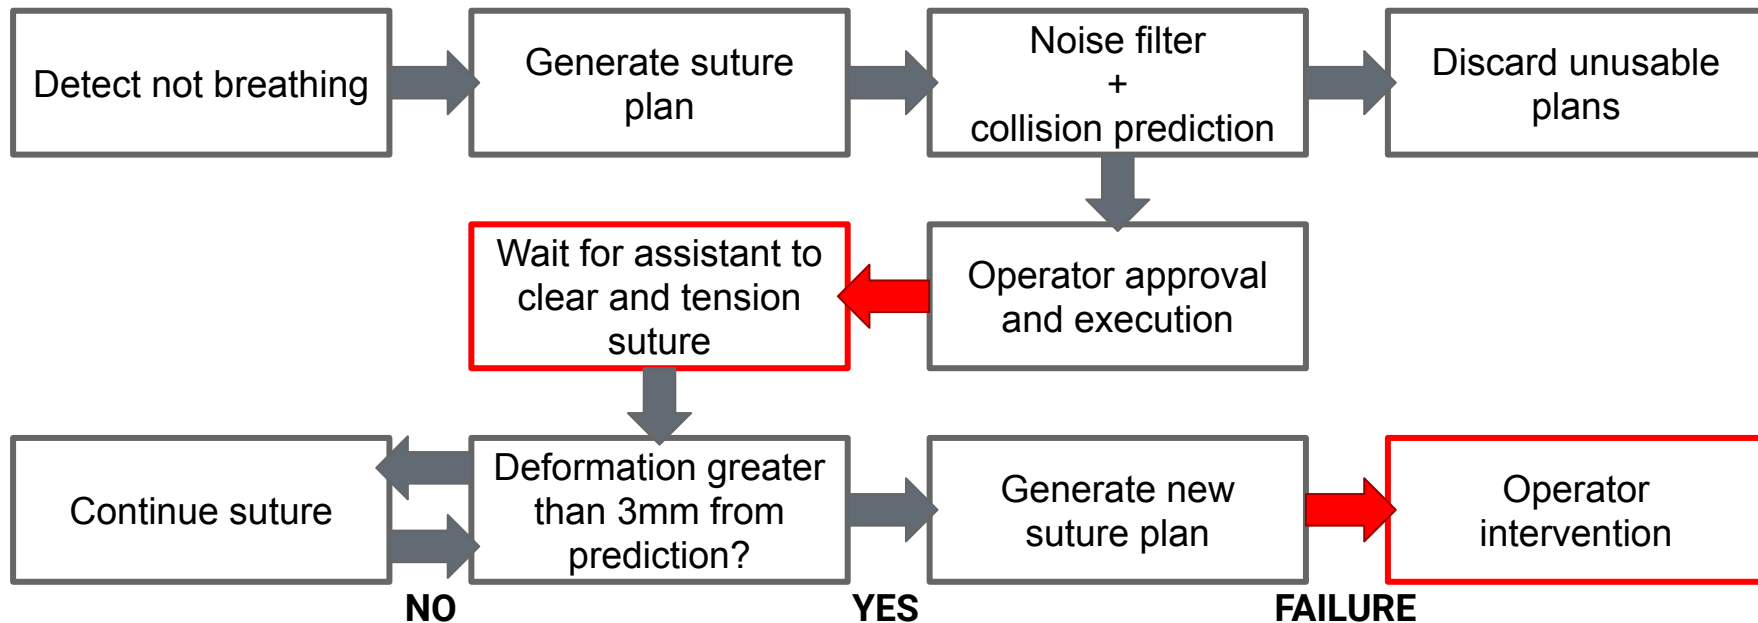 Detect not breathing
Generate suture
plan
Noise filter
+
collision prediction
Discard unusable
plans
Wait for assistant to
clear and tension
suture
Operator approval
and execution
Continue suture
Deformation greater
than 3mm from
prediction?
Generate new
suture plan
Operator
intervention
NO
YES
FAILURE